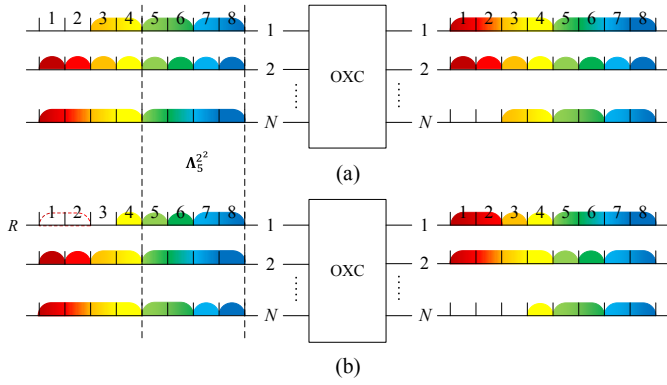 1 2 3 4 5 6 7 8 1 1 1 2 3 4 5 6 7 8
2 OXC 2
N N
Λ_5^{2^2}
(a)
R 1 2 3 4 5 6 7 8 1 1 1 2 3 4 5 6 7 8
2 OXC 2
N N
(b)